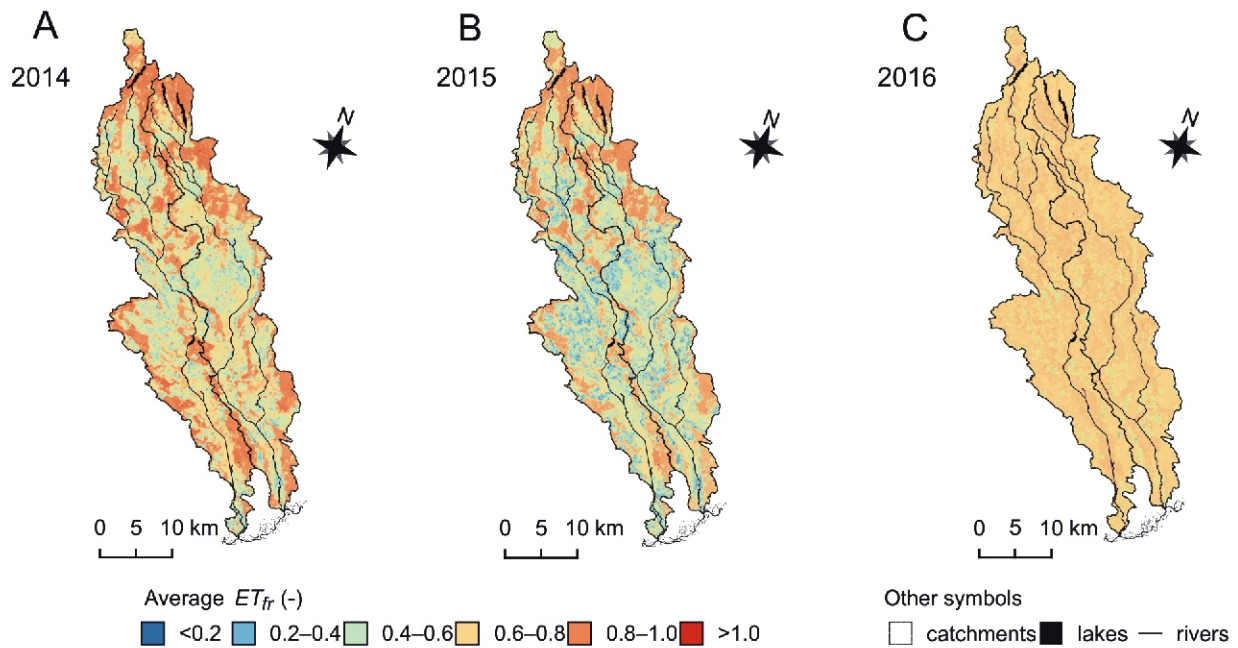 A
2014
N
0 5 10 km
B
2015
N
0 5 10 km
C
2016
N
0 5 10 km
Average ET_fr (-)
<0.2 0.2–0.4 0.4–0.6 0.6–0.8 0.8–1.0 >1.0
Other symbols
catchments lakes rivers